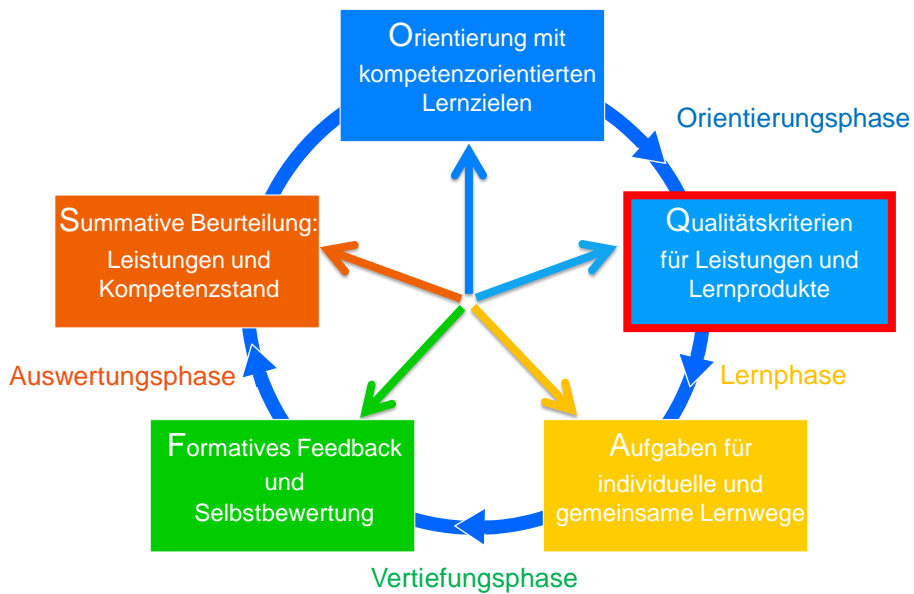 Orientierung mit
kompetenzorientierten
Lernzielen
Orientierungsphase
Qualitätskriterien
für Leistungen und
Lernprodukte
Lernphase
Aufgaben für
individuelle und
gemeinsame Lernwege
Vertiefungsphase
Formatives Feedback
und
Selbstbewertung
Auswertungsphase
Summative Beurteilung:
Leistungen und
Kompetenzstand